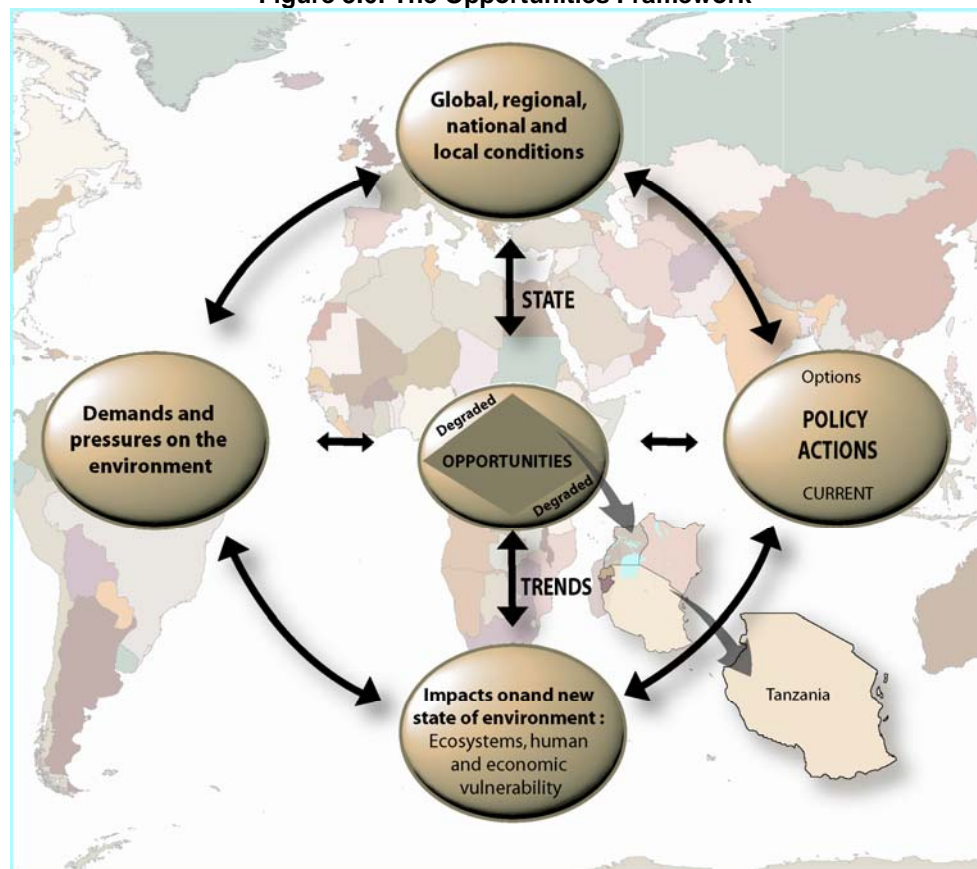 Global, regional,
national and
local conditions
STATE
Demands and
pressures on the
environment
Degraded
OPPORTUNITIES
Degraded
Options
POLICY
ACTIONS
CURRENT
TRENDS
Impacts onand new
state of environment :
Ecosystems, human
and economic
vulnerability
Tanzania